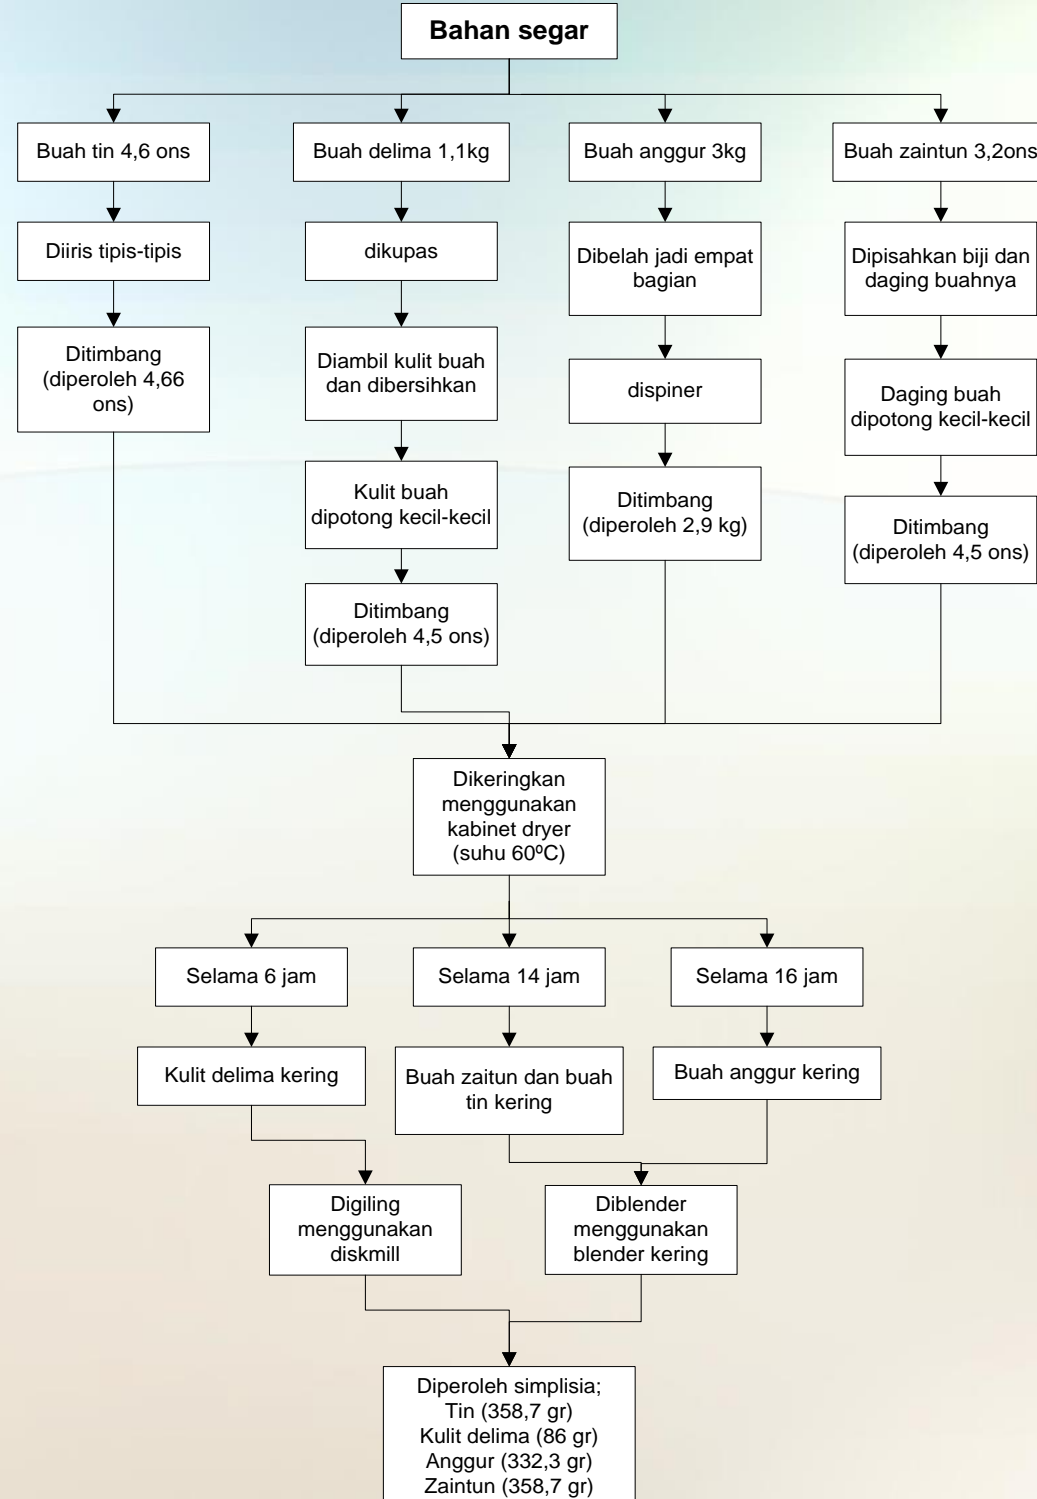 Bahan segar
Buah tin 4,6 ons
Buah delima 1,1kg
Buah anggur 3kg
Buah zaintun 3,2ons
Diiris tipis-tipis
dikupas
Dibelah jadi empat
bagian
Dipisahkan biji dan
daging buahnya
Ditimbang
(diperoleh 4,66
ons)
Diambil kulit buah
dan dibersihkan
dispiner
Daging buah
dipotong kecil-kecil
Kulit buah
dipotong kecil-kecil
Ditimbang
(diperoleh 2,9 kg)
Ditimbang
(diperoleh 4,5 ons)
Ditimbang
(diperoleh 4,5 ons)
Dikeringkan
menggunakan
kabinet dryer
(suhu 60ºC)
Selama 6 jam
Selama 14 jam
Selama 16 jam
Kulit delima kering
Buah zaitun dan buah
tin kering
Buah anggur kering
Digiling
menggunakan
diskmill
Diblender
menggunakan
blender kering
Diperoleh simplisia;
Tin (358,7 gr)
Kulit delima (86 gr)
Anggur (332,3 gr)
Zaintun (358,7 gr)